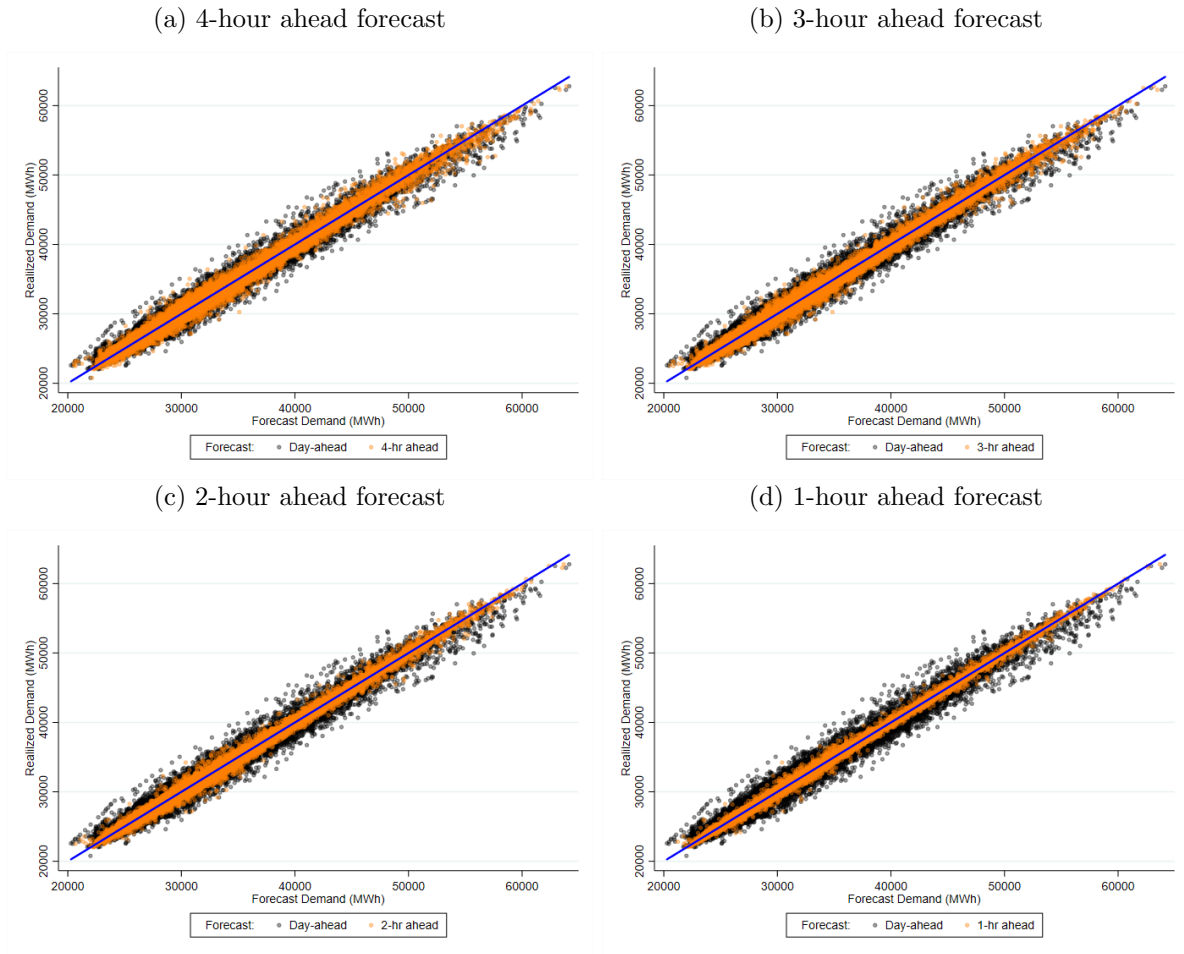 (a) 4-hour ahead forecast
Realilzed Demand (MWh)
60000
50000
40000
30000
20000
20000 30000 40000 50000 60000
Forecast Demand (MWh)
Forecast: Day-ahead 4-hr ahead
(b) 3-hour ahead forecast
Realilzed Demand (MWh)
60000
50000
40000
30000
20000
20000 30000 40000 50000 60000
Forecast Demand (MWh)
Forecast: Day-ahead 3-hr ahead
(c) 2-hour ahead forecast
Realilzed Demand (MWh)
60000
50000
40000
30000
20000
20000 30000 40000 50000 60000
Forecast Demand (MWh)
Forecast: Day-ahead 2-hr ahead
(d) 1-hour ahead forecast
Realilzed Demand (MWh)
60000
50000
40000
30000
20000
20000 30000 40000 50000 60000
Forecast Demand (MWh)
Forecast: Day-ahead 1-hr ahead